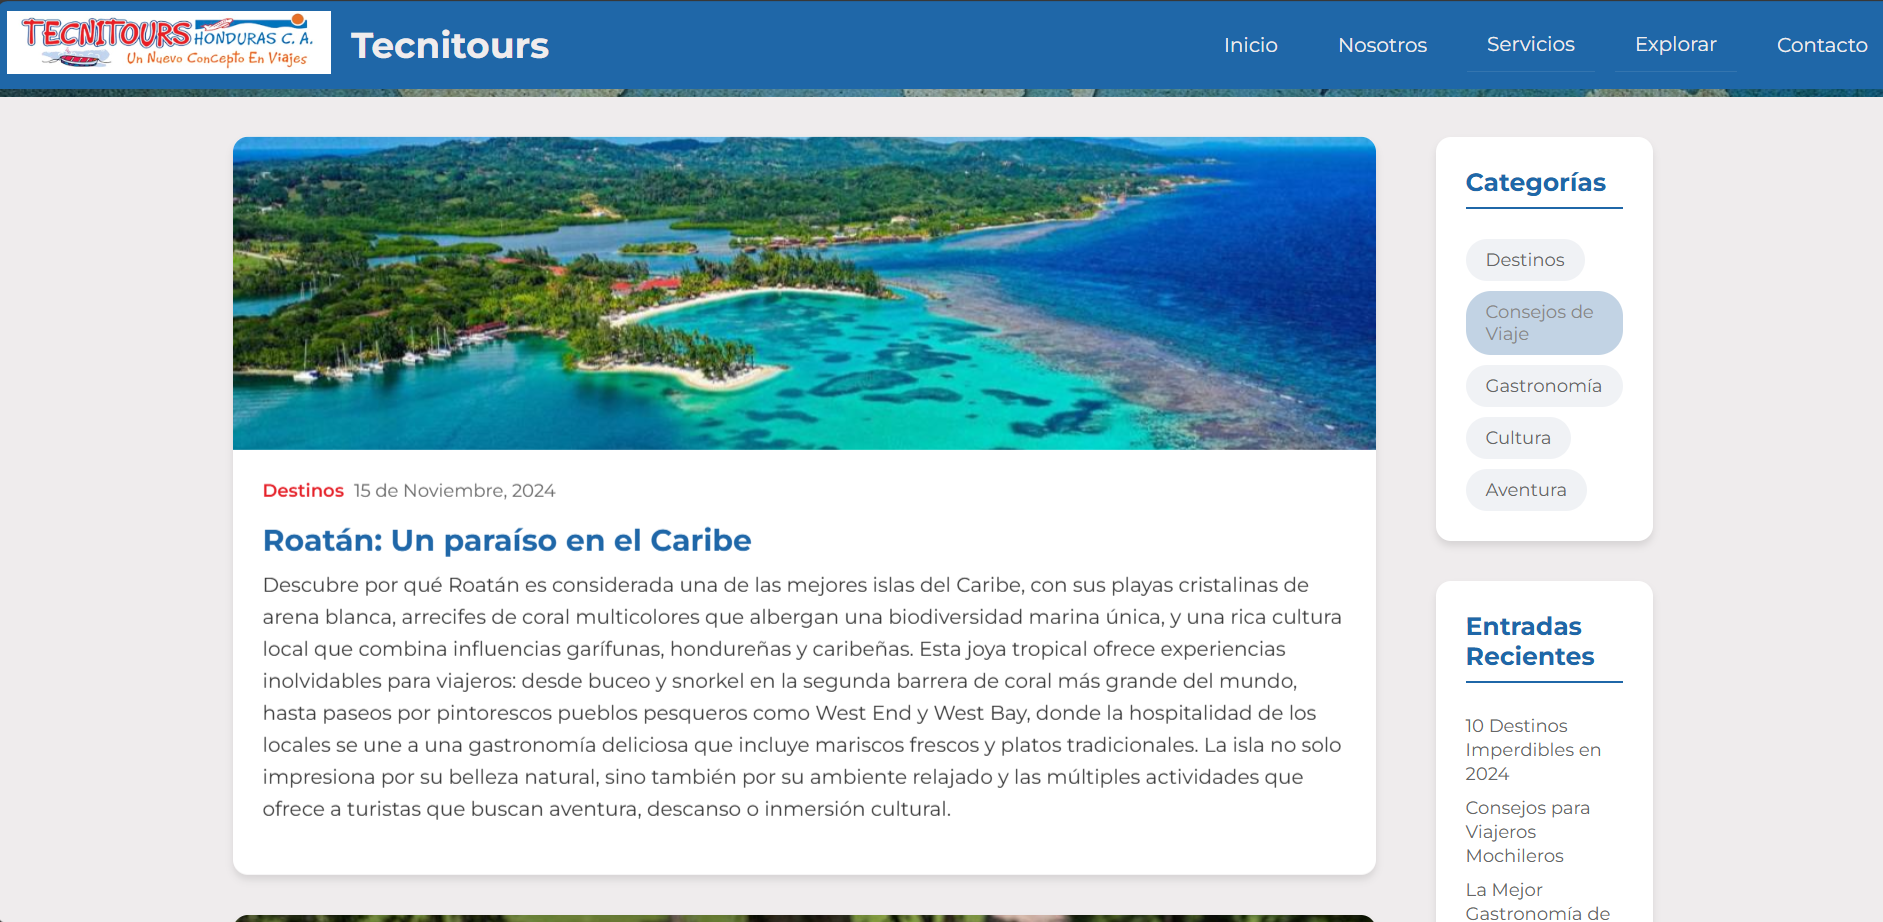 TECNITOURS HONDURAS C. A.
Un Nuevo Concepto En Viajes
Tecnitours
Inicio
Nosotros
Servicios
Explorar
Contacto
Destinos 15 de Noviembre, 2024
Roatán: Un paraíso en el Caribe
Descubre por qué Roatán es considerada una de las mejores islas del Caribe, con sus playas cristalinas de
arena blanca, arrecifes de coral multicolores que albergan una biodiversidad marina única, y una rica cultura
local que combina influencias garífunas, hondureñas y caribeñas. Esta joya tropical ofrece experiencias
inolvidables para viajeros: desde buceo y snorkel en la segunda barrera de coral más grande del mundo,
hasta paseos por pintorescos pueblos pesqueros como West End y West Bay, donde la hospitalidad de los
locales se une a una gastronomía deliciosa que incluye mariscos frescos y platos tradicionales. La isla no solo
impresiona por su belleza natural, sino también por su ambiente relajado y las múltiples actividades que
ofrece a turistas que buscan aventura, descanso o inmersión cultural.
Categorías
Destinos
Consejos de
Viaje
Gastronomía
Cultura
Aventura
Entradas
Recientes
10 Destinos
Imperdibles en
2024
Consejos para
Viajeros
Mochileros
La Mejor
Gastronomía de